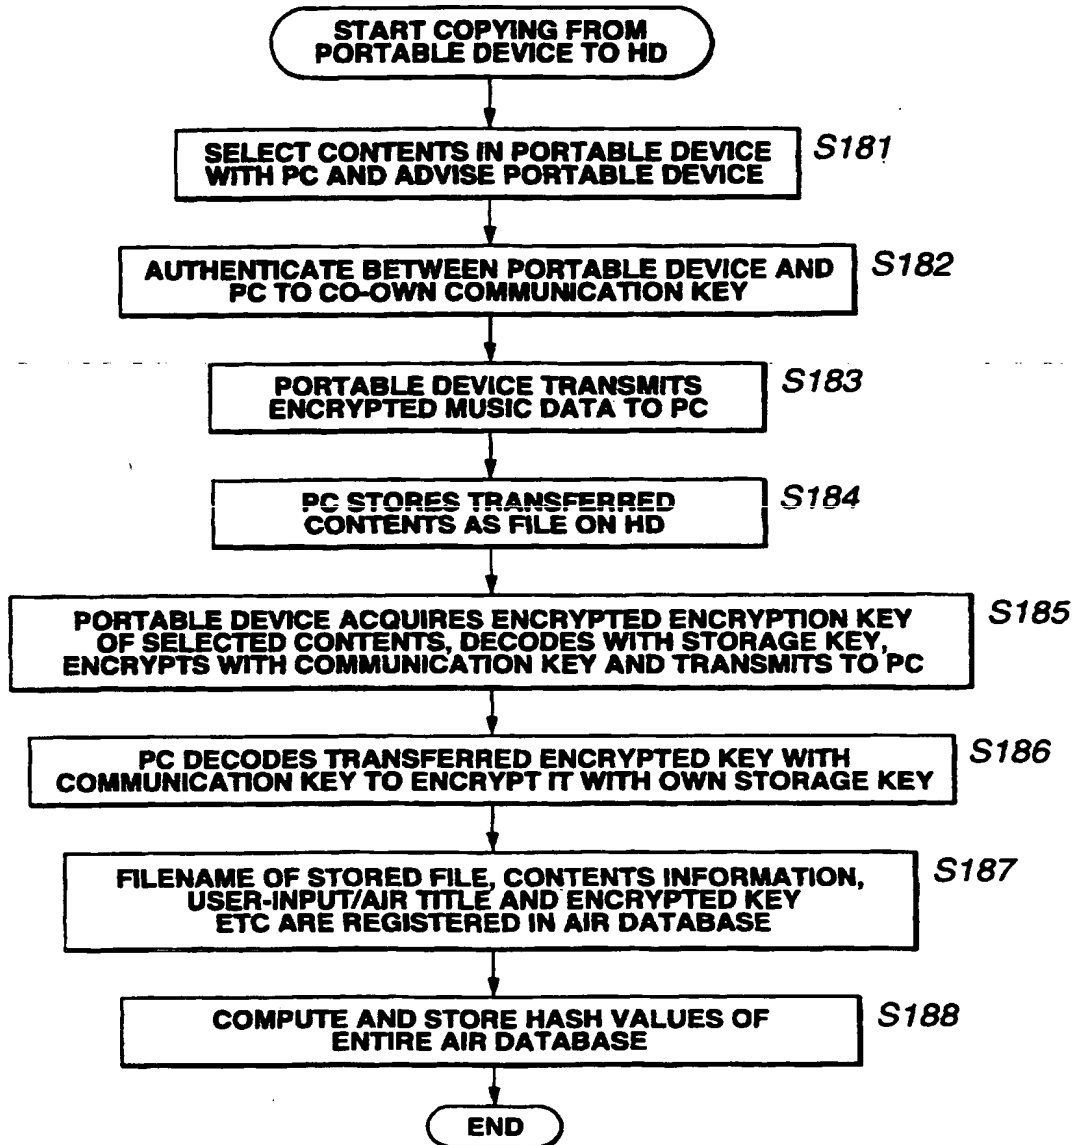 START COPYING FROM
PORTABLE DEVICE TO HD
SELECT CONTENTS IN PORTABLE DEVICE
WITH PC AND ADVISE PORTABLE DEVICE
S181
AUTHENTICATE BETWEEN PORTABLE DEVICE AND
PC TO CO-OWN COMMUNICATION KEY
S182
PORTABLE DEVICE TRANSMITS
ENCRYPTED MUSIC DATA TO PC
S183
PC STORES TRANSFERRED
CONTENTS AS FILE ON HD
S184
PORTABLE DEVICE ACQUIRES ENCRYPTED ENCRYPTION KEY
OF SELECTED CONTENTS, DECODES WITH STORAGE KEY,
ENCRYPTS WITH COMMUNICATION KEY AND TRANSMITS TO PC
S185
PC DECODES TRANSFERRED ENCRYPTED KEY WITH
COMMUNICATION KEY TO ENCRYPT IT WITH OWN STORAGE KEY
S186
FILENAME OF STORED FILE, CONTENTS INFORMATION,
USER-INPUT/AIR TITLE AND ENCRYPTED KEY
ETC ARE REGISTERED IN AIR DATABASE
S187
COMPUTE AND STORE HASH VALUES OF
ENTIRE AIR DATABASE
S188
END